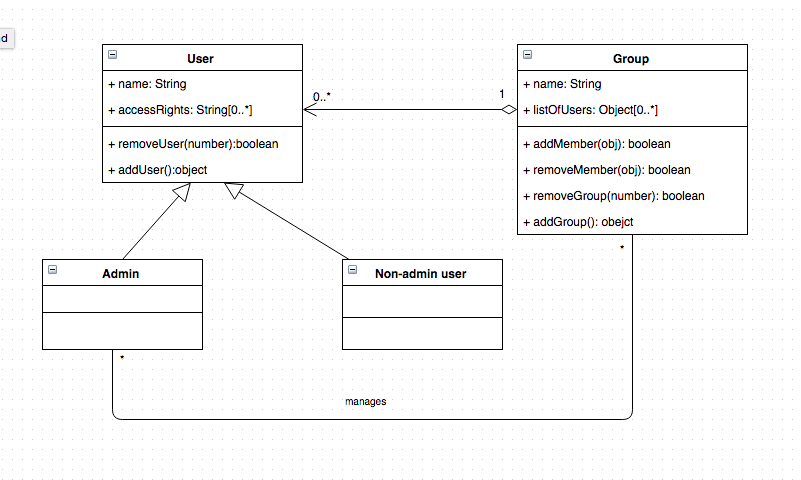 d
User
+ name: String
+ accessRights: String[0..*]
+ removeUser(number):boolean
+ addUser():object
0..*
1
Group
+ name: String
+ listOfUsers: Object[0..*]
+ addMember(obj): boolean
+ removeMember(obj): boolean
+ removeGroup(number): boolean
+ addGroup(): obejct
*
Admin
Non-admin user
*
manages